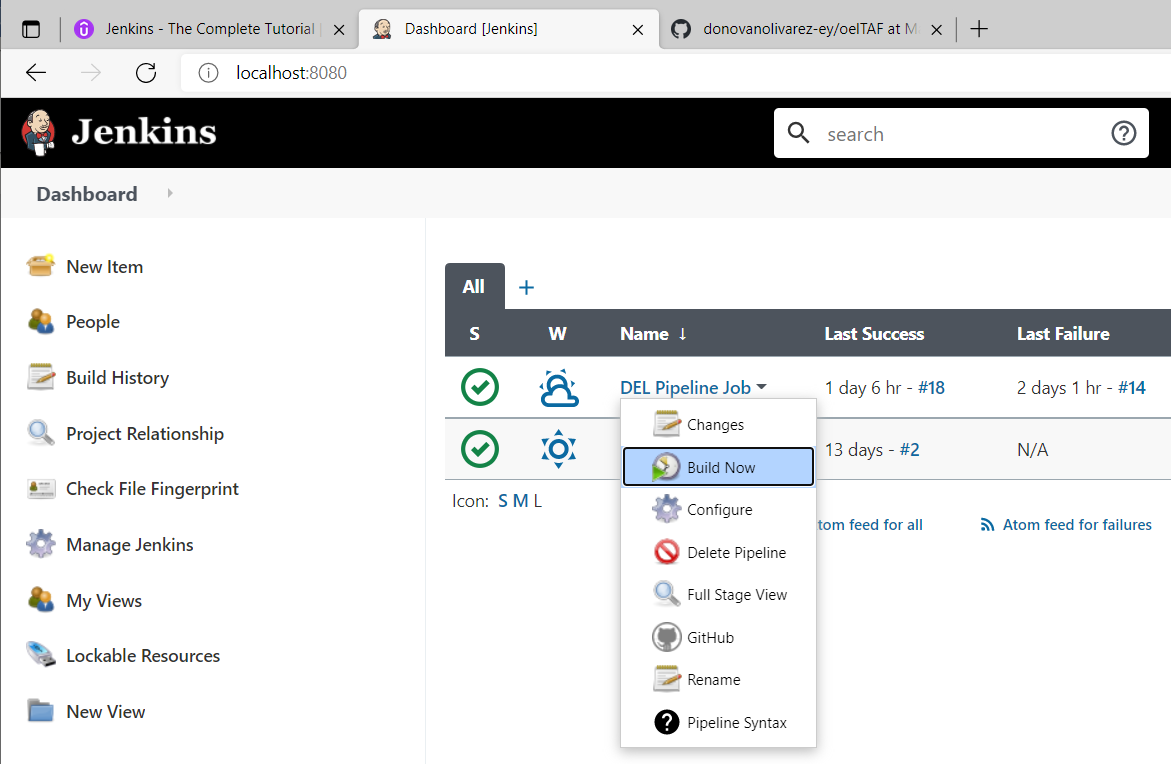 Jenkins - The Complete Tutorial
Dashboard [Jenkins]
donovanolivarez-ey/oelTAF at M
localhost:8080
Jenkins
search
Dashboard
New Item
People
Build History
Project Relationship
Check File Fingerprint
Manage Jenkins
My Views
Lockable Resources
New View
All +
S W Name ↓ Last Success Last Failure
DEL Pipeline Job 1 day 6 hr - #18 2 days 1 hr - #14
13 days - #2 N/A
Icon: S M L
tom feed for all Atom feed for failures
Changes
Build Now
Configure
Delete Pipeline
Full Stage View
GitHub
Rename
Pipeline Syntax